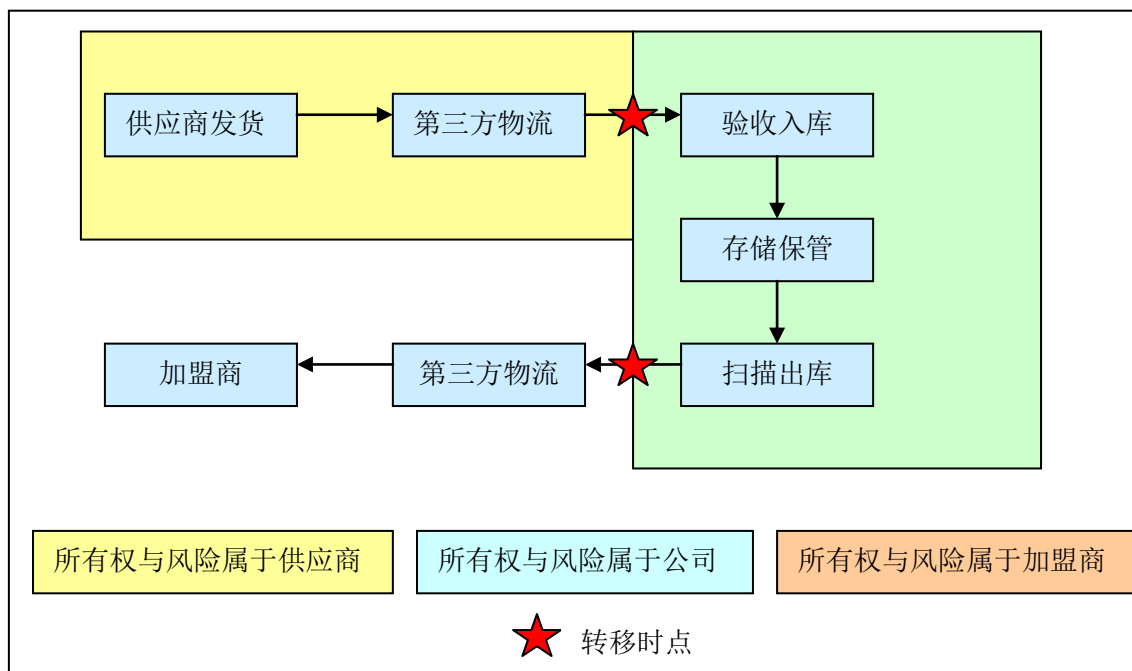 供应商发货
第三方物流
验收入库
存储保管
加盟商
第三方物流
扫描出库
所有权与风险属于供应商
所有权与风险属于公司
所有权与风险属于加盟商
转移时点